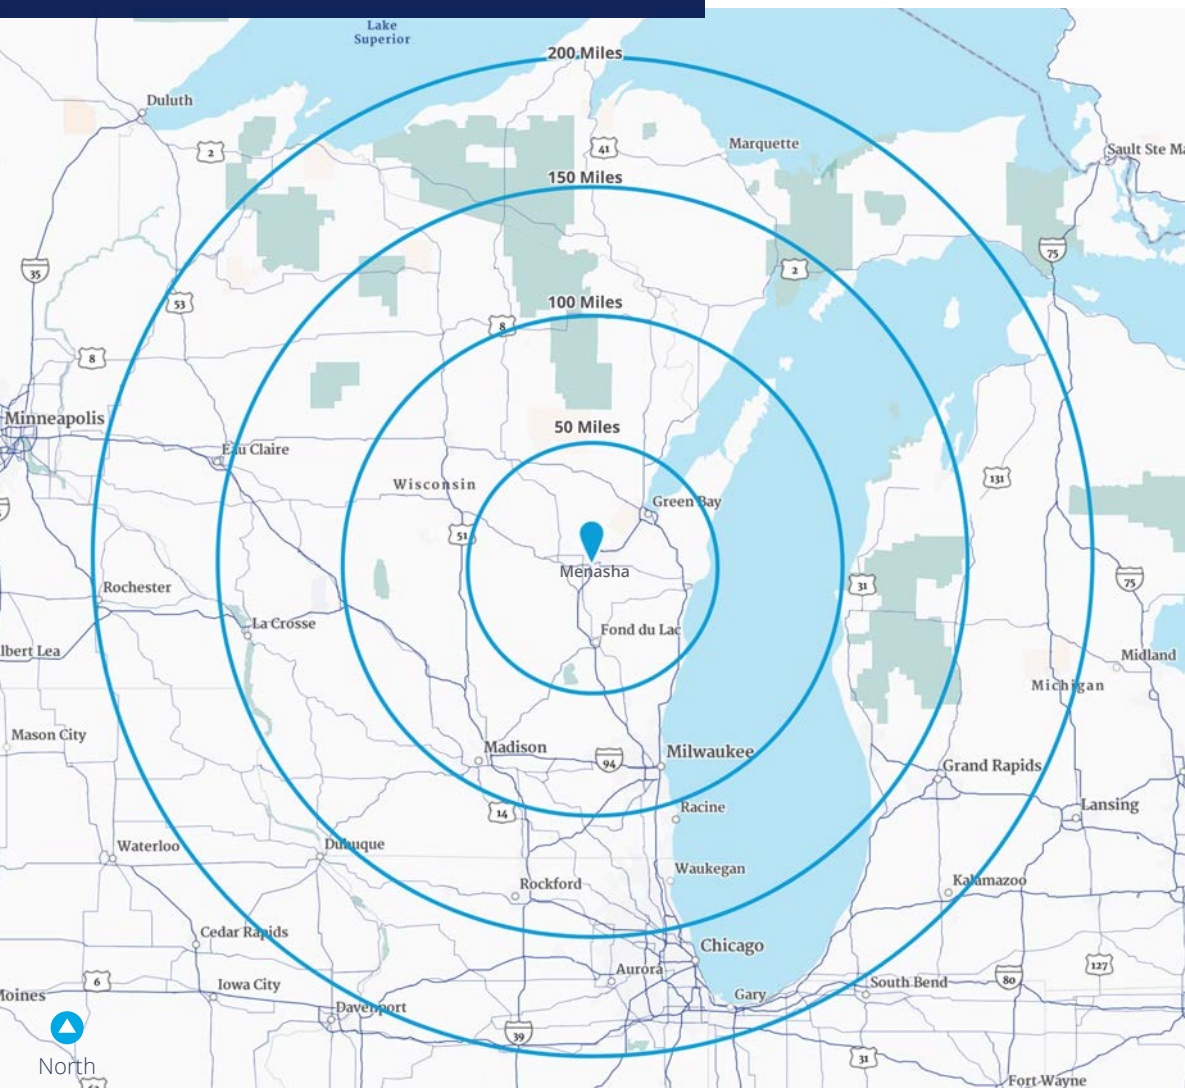 Lake
Superior
200 Miles
Duluth
2
41
Marquette
Sault Ste Ma
150 Miles
35
75
2
53
100 Miles
8
8
Minneapolis
50 Miles
Eau Claire
Wisconsin
131
Green Bay
51
Menasha
75
31
Rochester
La Crosse
Fond du Lac
lbert Lea
Midland
Michigan
Mason City
Madison
Milwaukee
94
Grand Rapids
14
Racine
Lansing
Waterloo
Dubuque
Waukegan
Rockford
Kalamazoo
Cedar Rapids
Chicago
Aurora
127
6
Iowa City
South Bend
80
Moines
Gary
Davenport
39
31
North
Fort Wayne